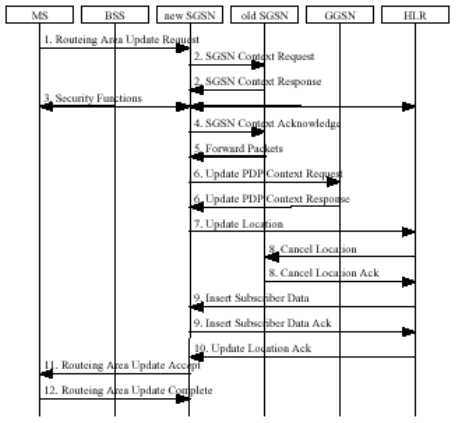 MS BSS new SGSN old SGSN GGSN HLR
1. Routeing Area Update Request
2. SGSN Context Request
2. SGSN Context Response
3. Security Functions
4. SGSN Context Acknowledge
5. Forward Packets
6. Update PDP Context Request
6. Update PDP Context Response
7. Update Location
8. Cancel Location
8. Cancel Location Ack
9. Insert Subscriber Data
9. Insert Subscriber Data Ack
10. Update Location Ack
11. Routeing Area Update Accept
12. Routeing Area Update Complete